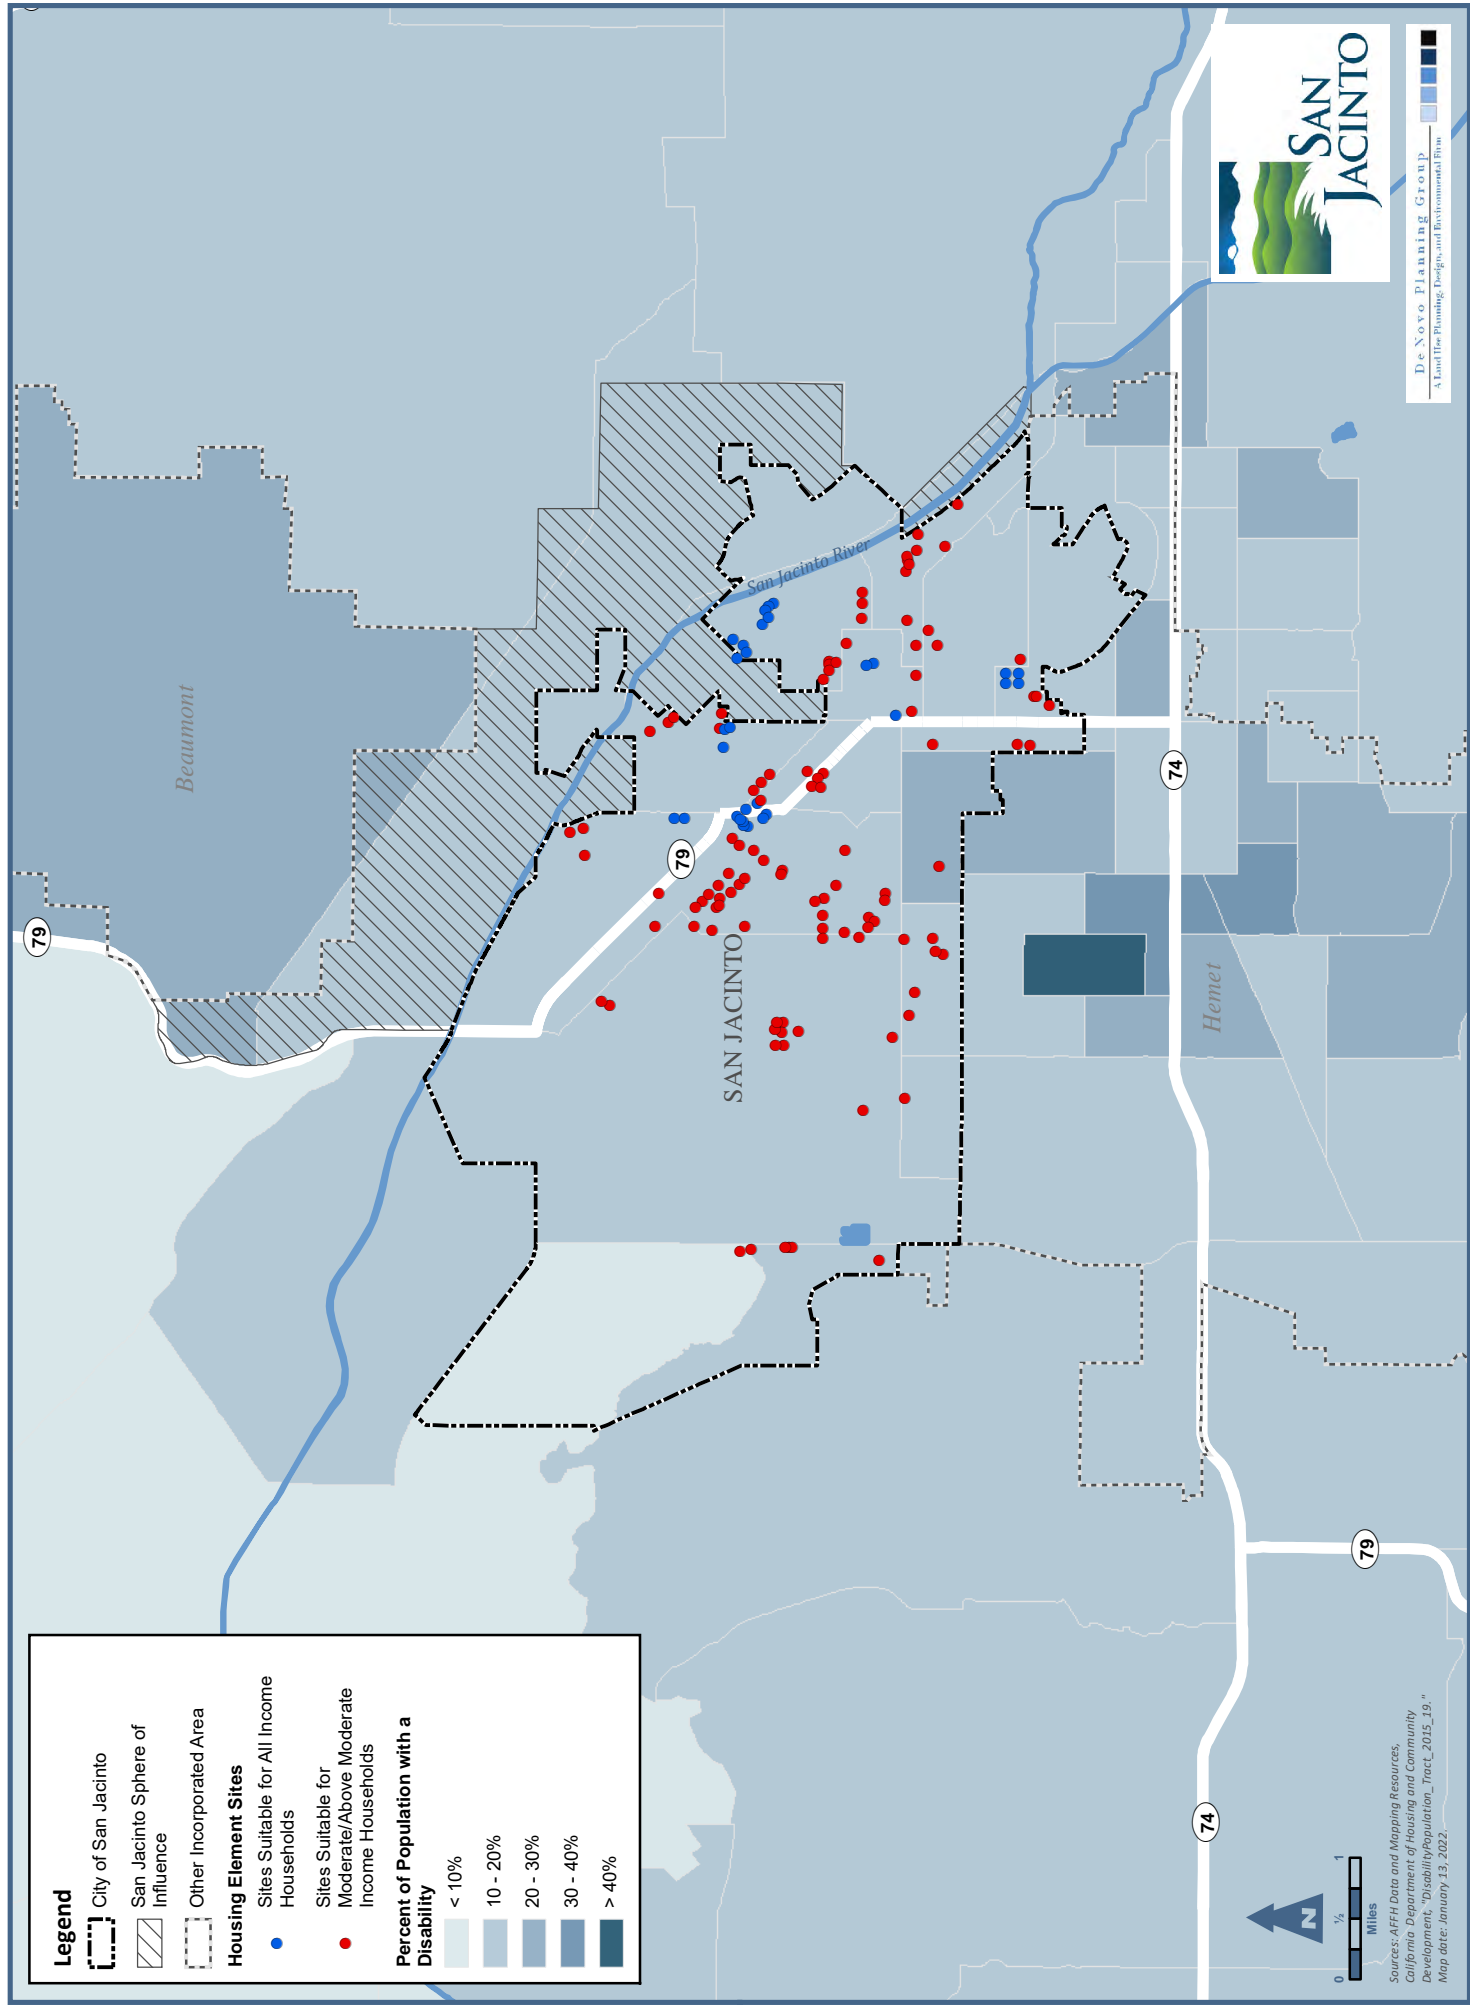 Legend
City of San Jacinto
San Jacinto Sphere of
Influence
Other Incorporated Area
Housing Element Sites
Sites Suitable for All Income
Households
Sites Suitable for
Moderate/Above Moderate
Income Households
Percent of Population with a
Disability
< 10%
10 - 20%
20 - 30%
30 - 40%
> 40%
79
Beaumont
San Jacinto River
79
SAN JACINTO
74
Hemet
79
74
N
0
½
1
Miles
Sources: AFFH Data and Mapping Resources,
California Department of Housing and Community
Development, "DisabilityPopulation_Tract_2015_19."
Map date: January 13, 2022.
SAN
JACINTO
De Novo Planning Group
A Land Use Planning, Design, and Environmental Firm